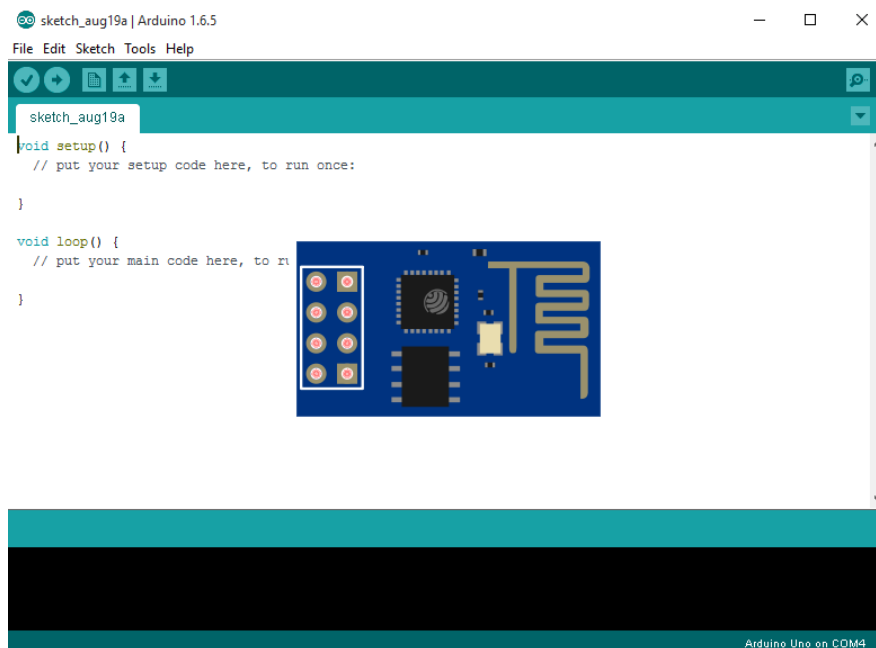 sketch_aug19a | Arduino 1.6.5
File Edit Sketch Tools Help
sketch_aug19a
void setup() {
// put your setup code here, to run once:
}
void loop() {
// put your main code here, to
}
Arduino Uno on COM4